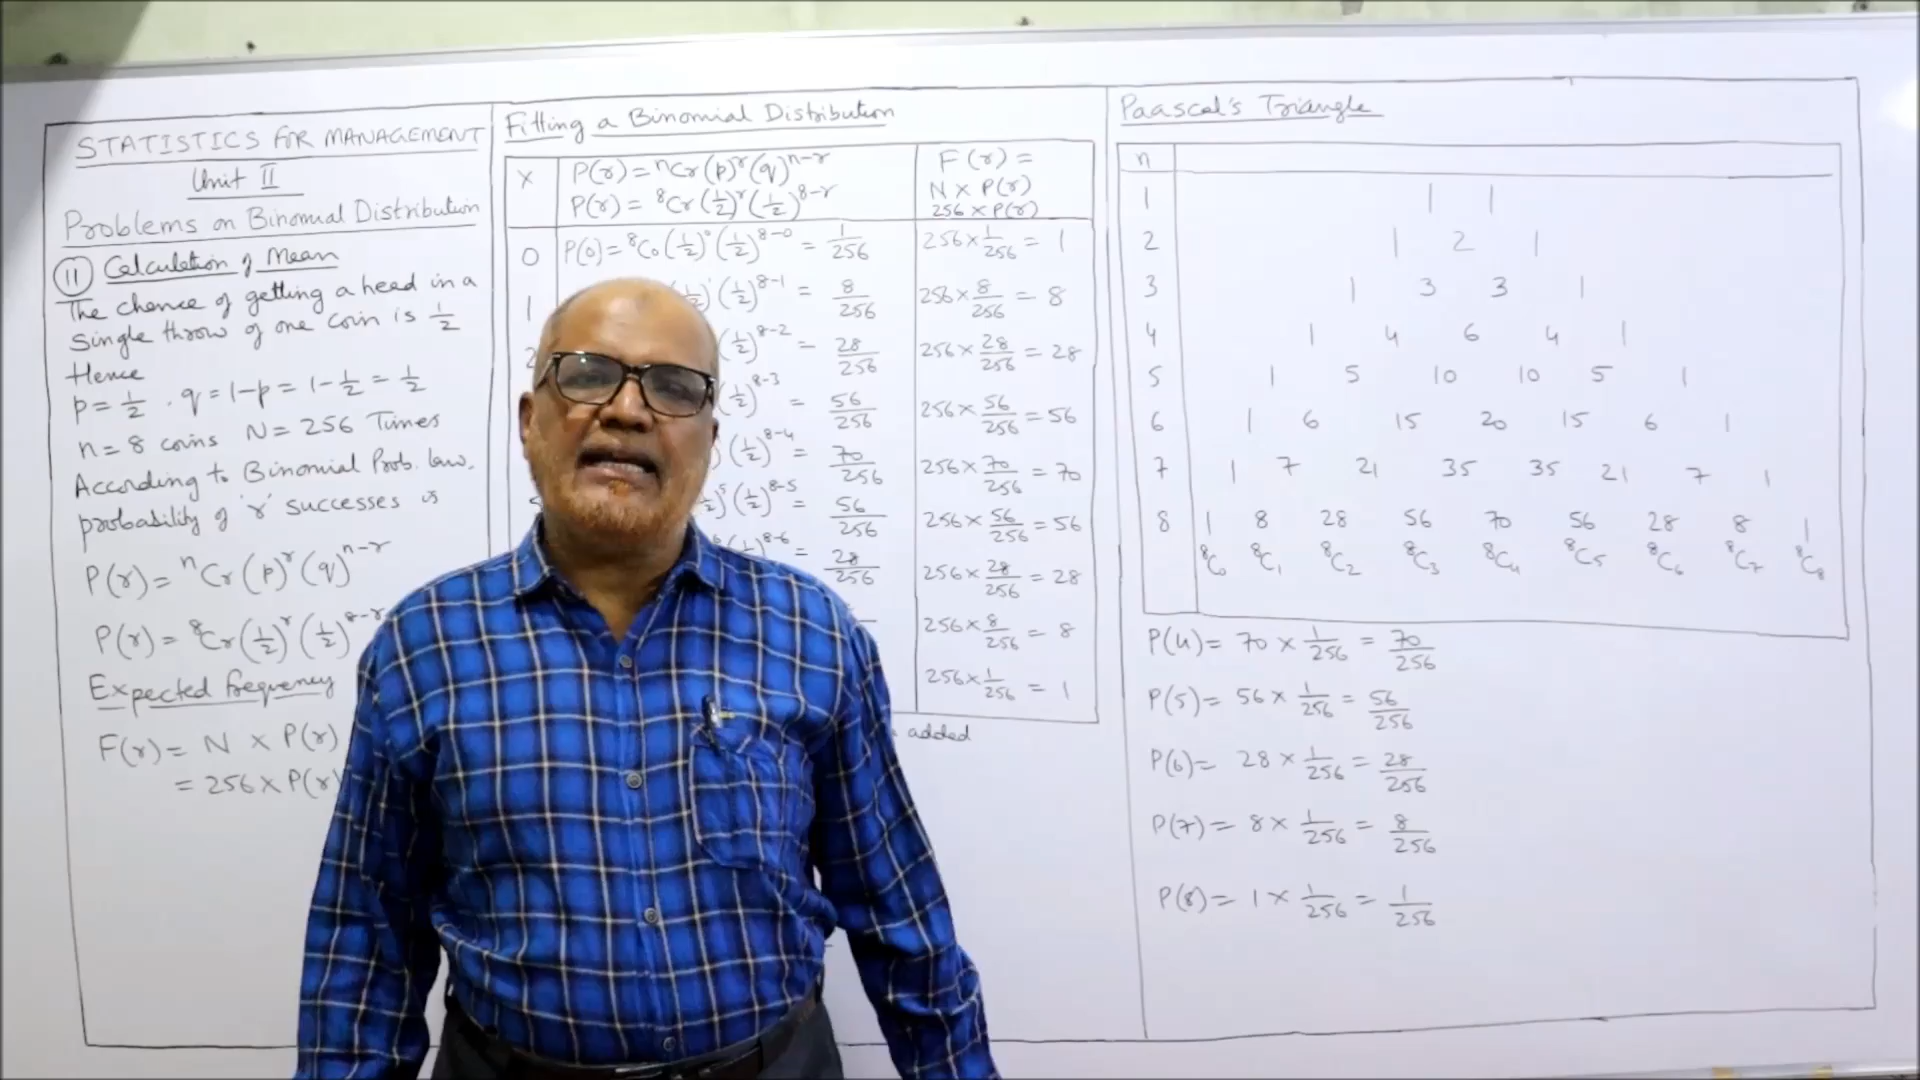 STATISTICS FOR MANAGEMENT
Unit II
Problems on Binomial Distribution
11 Calculation of Mean
The chance of getting a head in a
single throw of one coin is 1/2
Hence
p = 1/2 . q = 1-p = 1-1/2 = 1/2
n = 8 coins N = 256 Times
According to Binomial Prob. law,
probability of 'r' successes is
P(r) = ⁿCr (p)^r (q)^n-r
P(r) = ⁸Cr (1/2)^r (1/2)^8-r
Expected frequency
F(r) = N × P(r)
= 256 × P(r)
Fitting a Binomial Distribution
X P(r) = ⁿCr (p)^r (q)^n-r F(r) =
P(r) = ⁸Cr (1/2)^r (1/2)^8-r N × P(r)
256 × P(r)
0 P(0) = ⁸C₀ (1/2)^0 (1/2)^8-0 = 1/256 256 × 1/256 = 1
1 (1/2)^1 (1/2)^8-1 = 8/256 256 × 8/256 = 8
2 (1/2)^8-2 = 28/256 256 × 28/256 = 28
(1/2)^8-3 = 56/256 256 × 56/256 = 56
(1/2)^8-4 = 70/256 256 × 70/256 = 70
^5 (1/2)^8-5 = 56/256 256 × 56/256 = 56
^6 (1/2)^8-6 = 28/256 256 × 28/256 = 28
256 × 8/256 = 8
256 × 1/256 = 1
added
Paascal's Triangle
n
1 1 1
2 1 2 1
3 1 3 3 1
4 1 4 6 4 1
5 1 5 10 10 5 1
6 1 6 15 20 15 6 1
7 1 7 21 35 35 21 7 1
8 1 8 28 56 70 56 28 8 1
⁸C₀ ⁸C₁ ⁸C₂ ⁸C₃ ⁸C₄ ⁸C₅ ⁸C₆ ⁸C₇ ⁸C₈
P(4) = 70 × 1/256 = 70/256
P(5) = 56 × 1/256 = 56/256
P(6) = 28 × 1/256 = 28/256
P(7) = 8 × 1/256 = 8/256
P(8) = 1 × 1/256 = 1/256